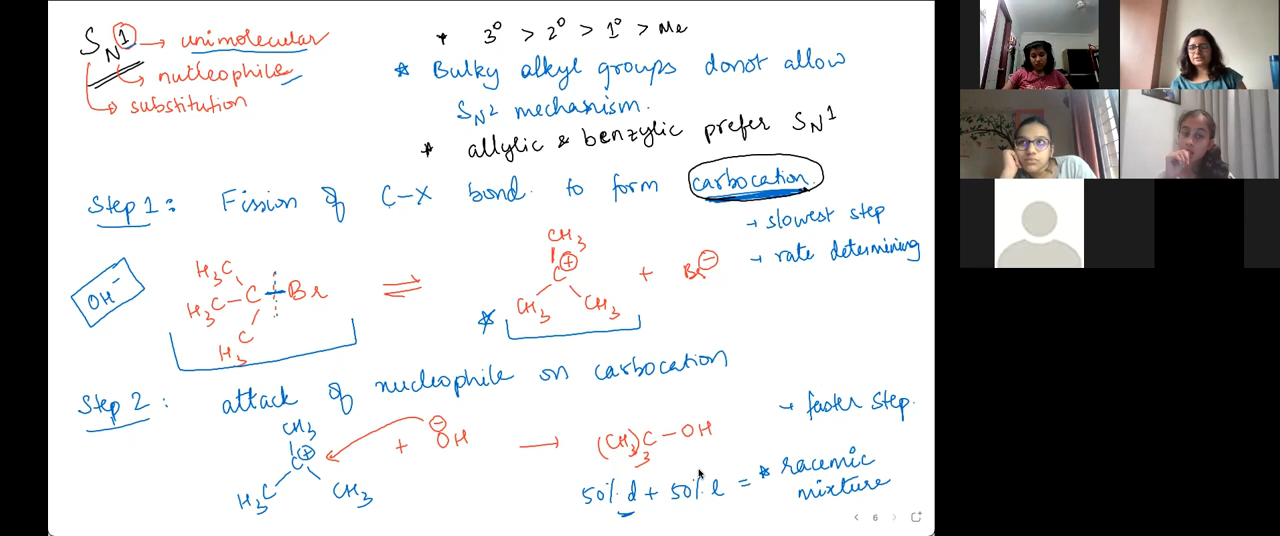 SN1 → unimolecular
→ nucleophile
→ substitution
* 3° > 2° > 1° > Me
* Bulky alkyl groups donot allow
SN2 mechanism.
* allylic & benzylic prefer SN1
Step 1: Fission of C-X bond. to form carbocation.
→ slowest step
→ rate determining
OH⁻
H3C
H3C-C-Br
H3C
⇌
CH3
C⊕
CH3 CH3
+ Br⊖
*
Step 2: attack of nucleophile on carbocation
→ faster step.
CH3
C⊕
H3C CH3
+ ⊖OH → (CH3)3C-OH
50% d + 50% l = * racemic
mixture
6